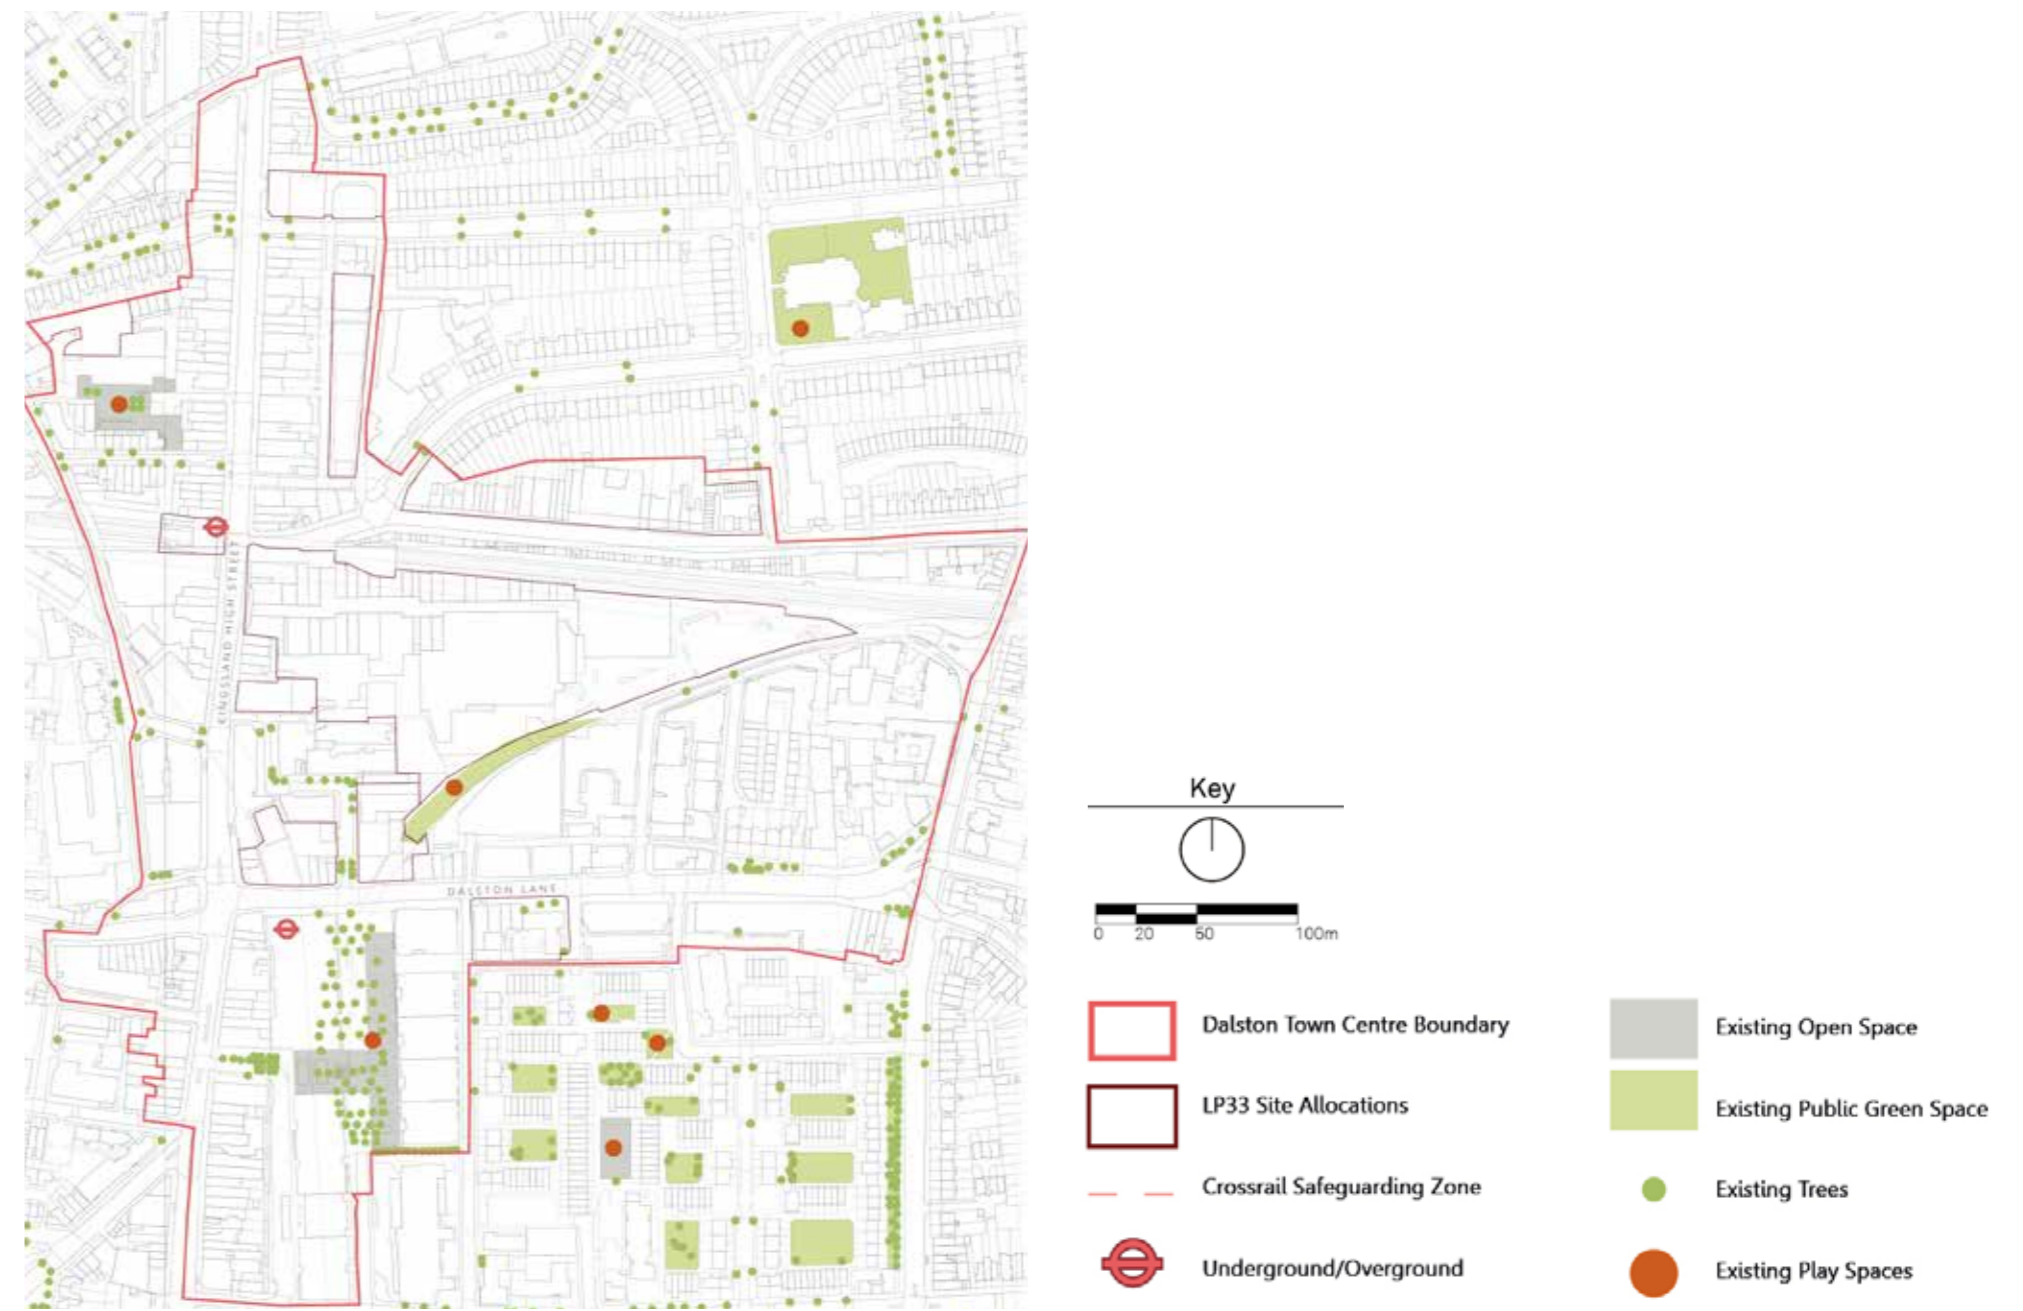 KINGSLAND HIGH STREET
DALSTON LANE
Key
0 20 50 100m
Dalston Town Centre Boundary
LP33 Site Allocations
Crossrail Safeguarding Zone
Underground/Overground
Existing Open Space
Existing Public Green Space
Existing Trees
Existing Play Spaces